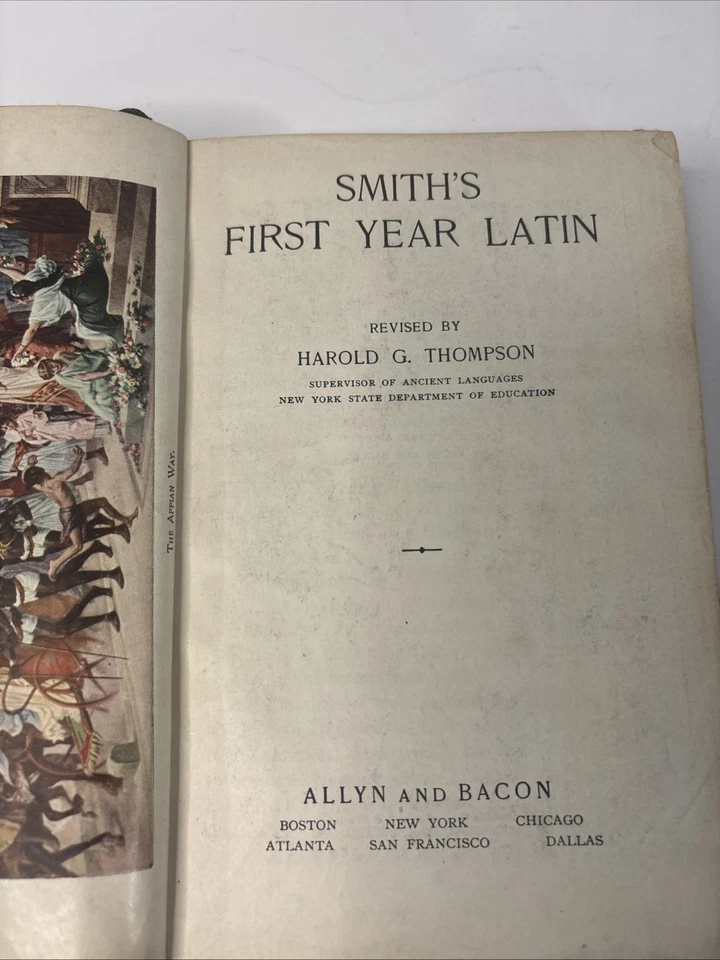 THE APPIAN WAY.
SMITH'S
FIRST YEAR LATIN
REVISED BY
HAROLD G. THOMPSON
SUPERVISOR OF ANCIENT LANGUAGES
NEW YORK STATE DEPARTMENT OF EDUCATION
ALLYN AND BACON
BOSTON NEW YORK CHICAGO
ATLANTA SAN FRANCISCO DALLAS